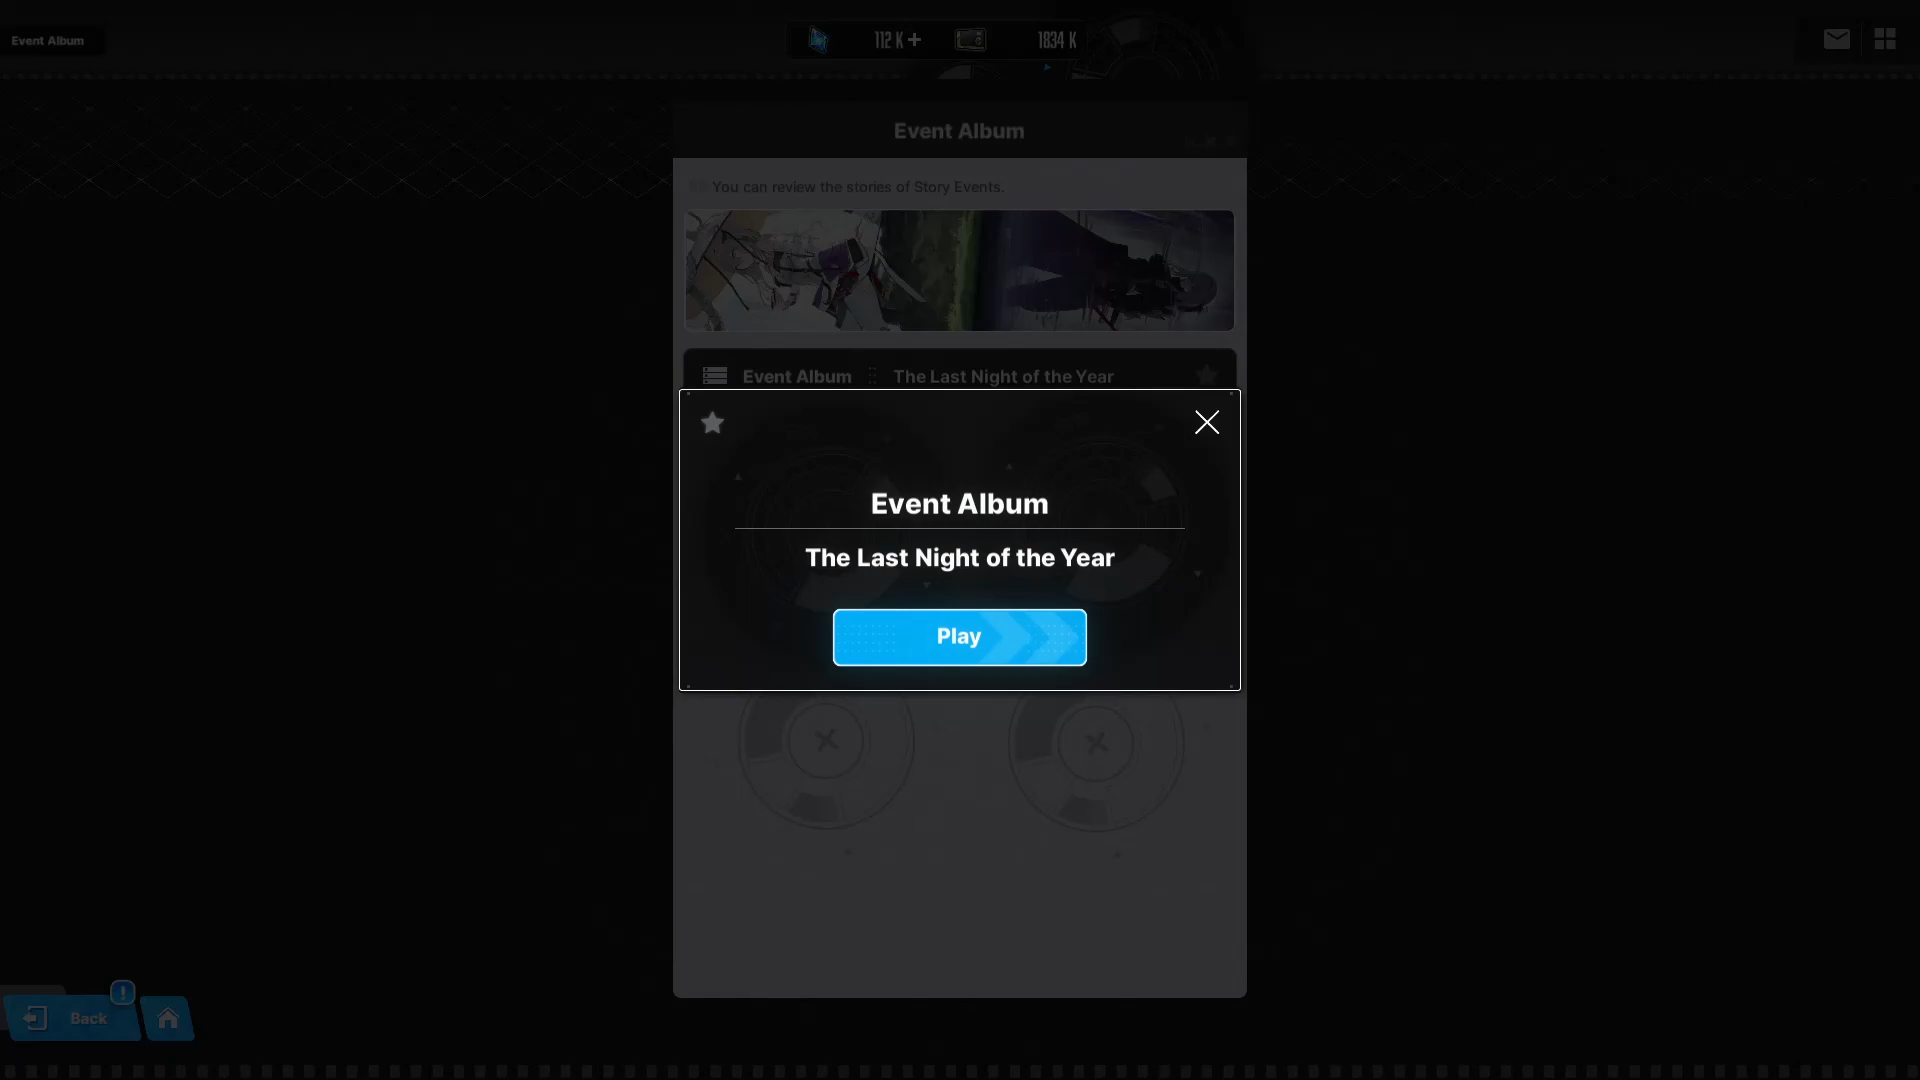 Event Album
112 K
1834 K
Event Album
You can review the stories of Story Events.
Event Album
The Last Night of the Year
Event Album
The Last Night of the Year
Play
Back